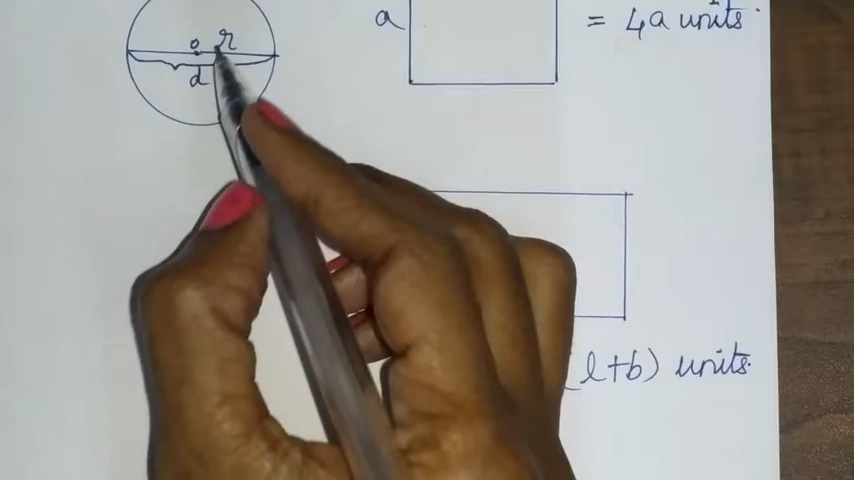 o r
d
a
= 4a units.
(l+b) units.